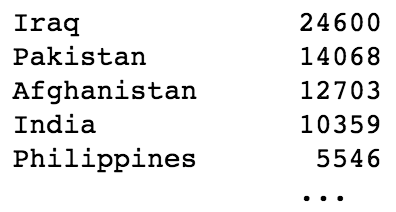 Iraq 24600
Pakistan 14068
Afghanistan 12703
India 10359
Philippines 5546
...